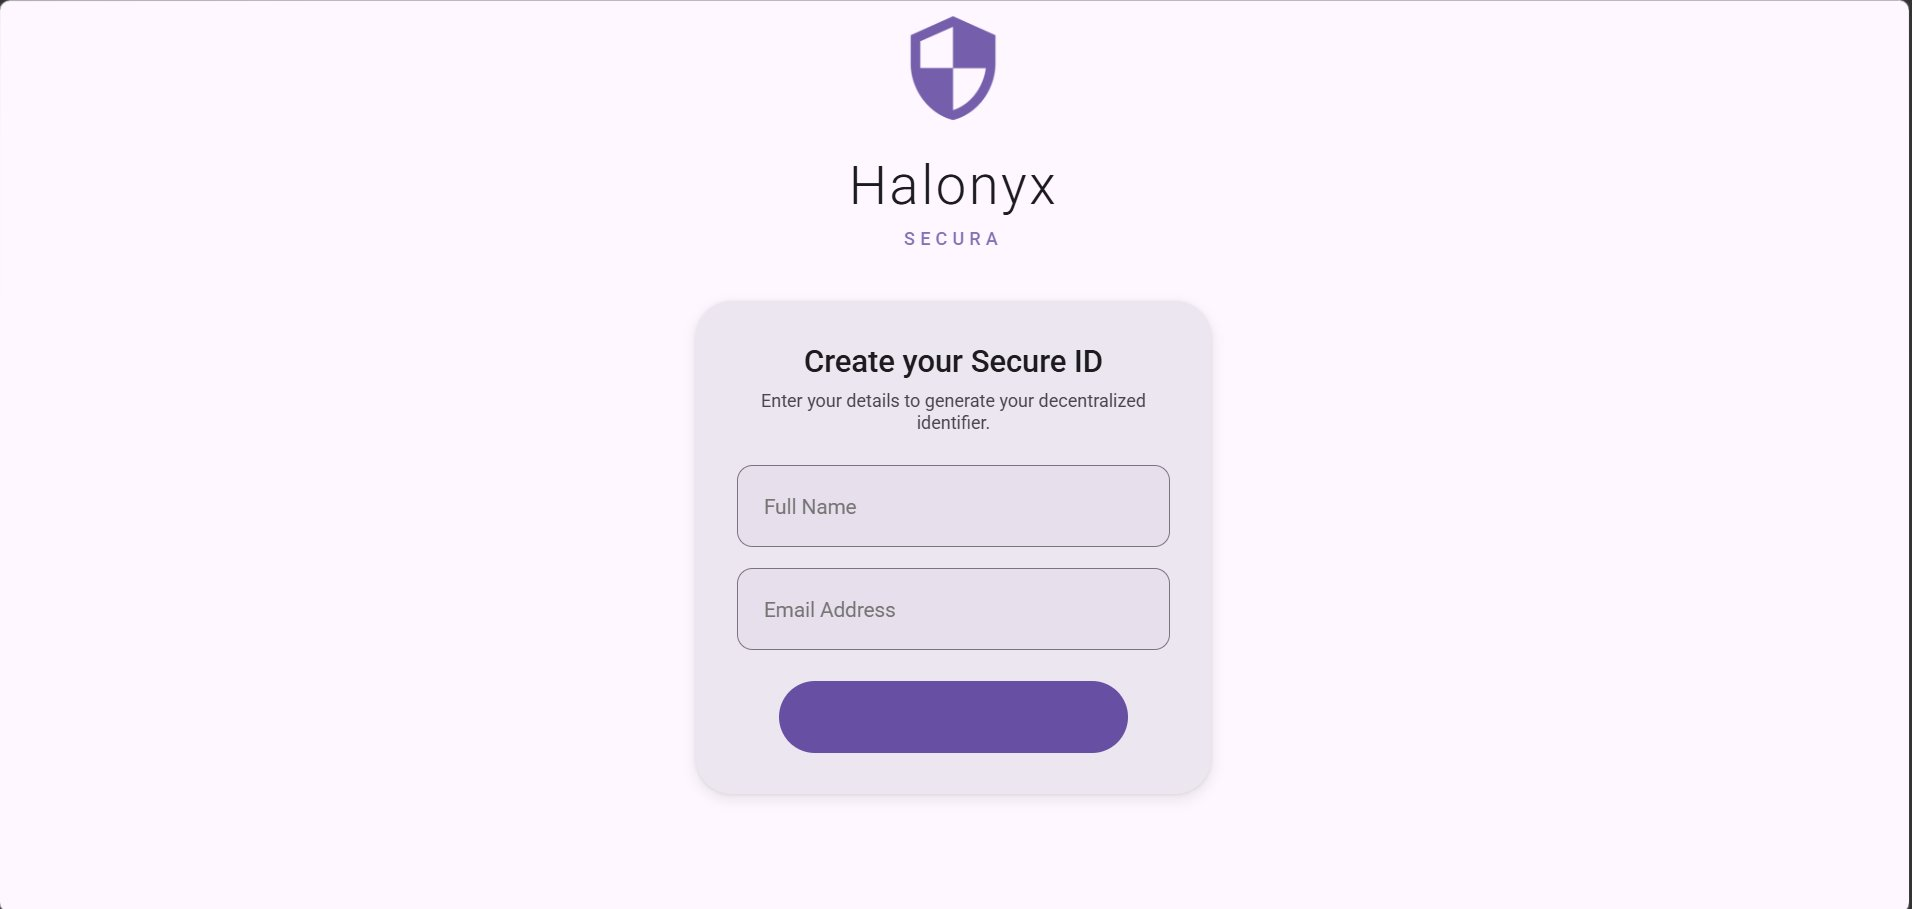 Halonyx
SECURA
Create your Secure ID
Enter your details to generate your decentralized
identifier.
Full Name
Email Address